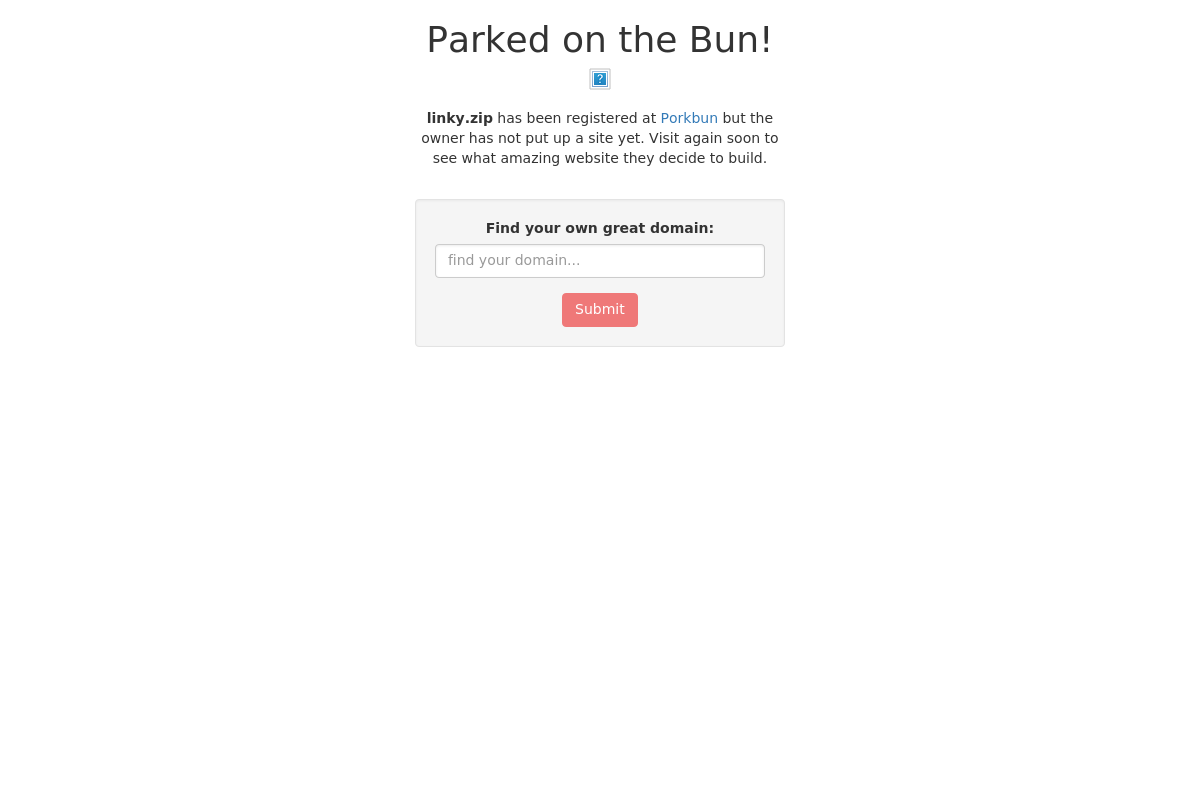 Parked on the Bun!
linky.zip has been registered at Porkbun but the
owner has not put up a site yet. Visit again soon to
see what amazing website they decide to build.
Find your own great domain:
find your domain...
Submit